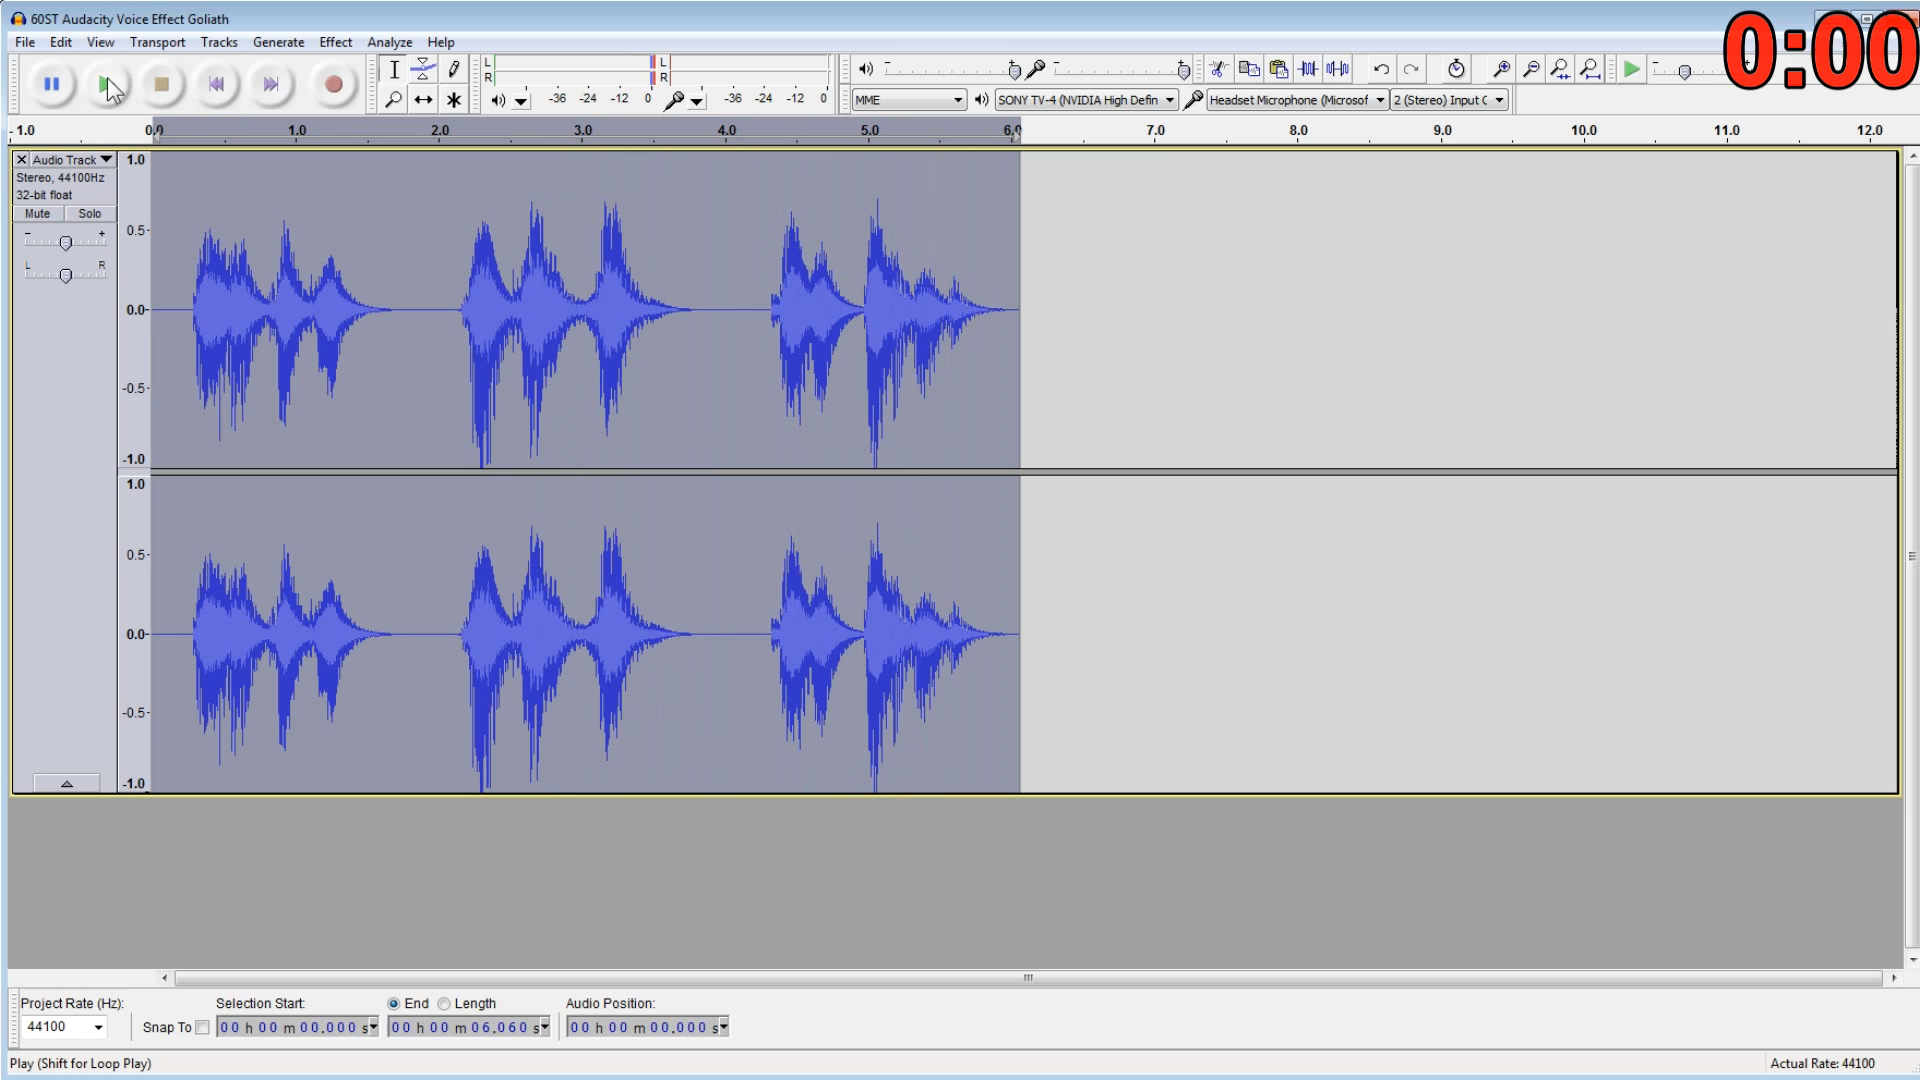 60ST Audacity Voice Effect Goliath
0:00
File Edit View Transport Tracks Generate Effect Analyze Help
L L
R R
-36 -24 -12 0 -36 -24 -12 0
MME SONY TV-4 (NVIDIA High Defin Headset Microphone (Microsof 2 (Stereo) Input C
- 1.0 0.0 1.0 2.0 3.0 4.0 5.0 6.0 7.0 8.0 9.0 10.0 11.0 12.0
Audio Track 1.0
Stereo, 44100Hz
32-bit float
Mute Solo
- + 0.5
L R
0.0
-0.5
-1.0
1.0
0.5
0.0
-0.5
-1.0
Project Rate (Hz): Selection Start: End Length Audio Position:
44100 Snap To 00 h 00 m 00.000 s 00 h 00 m 06.060 s 00 h 00 m 00.000 s
Play (Shift for Loop Play) Actual Rate: 44100